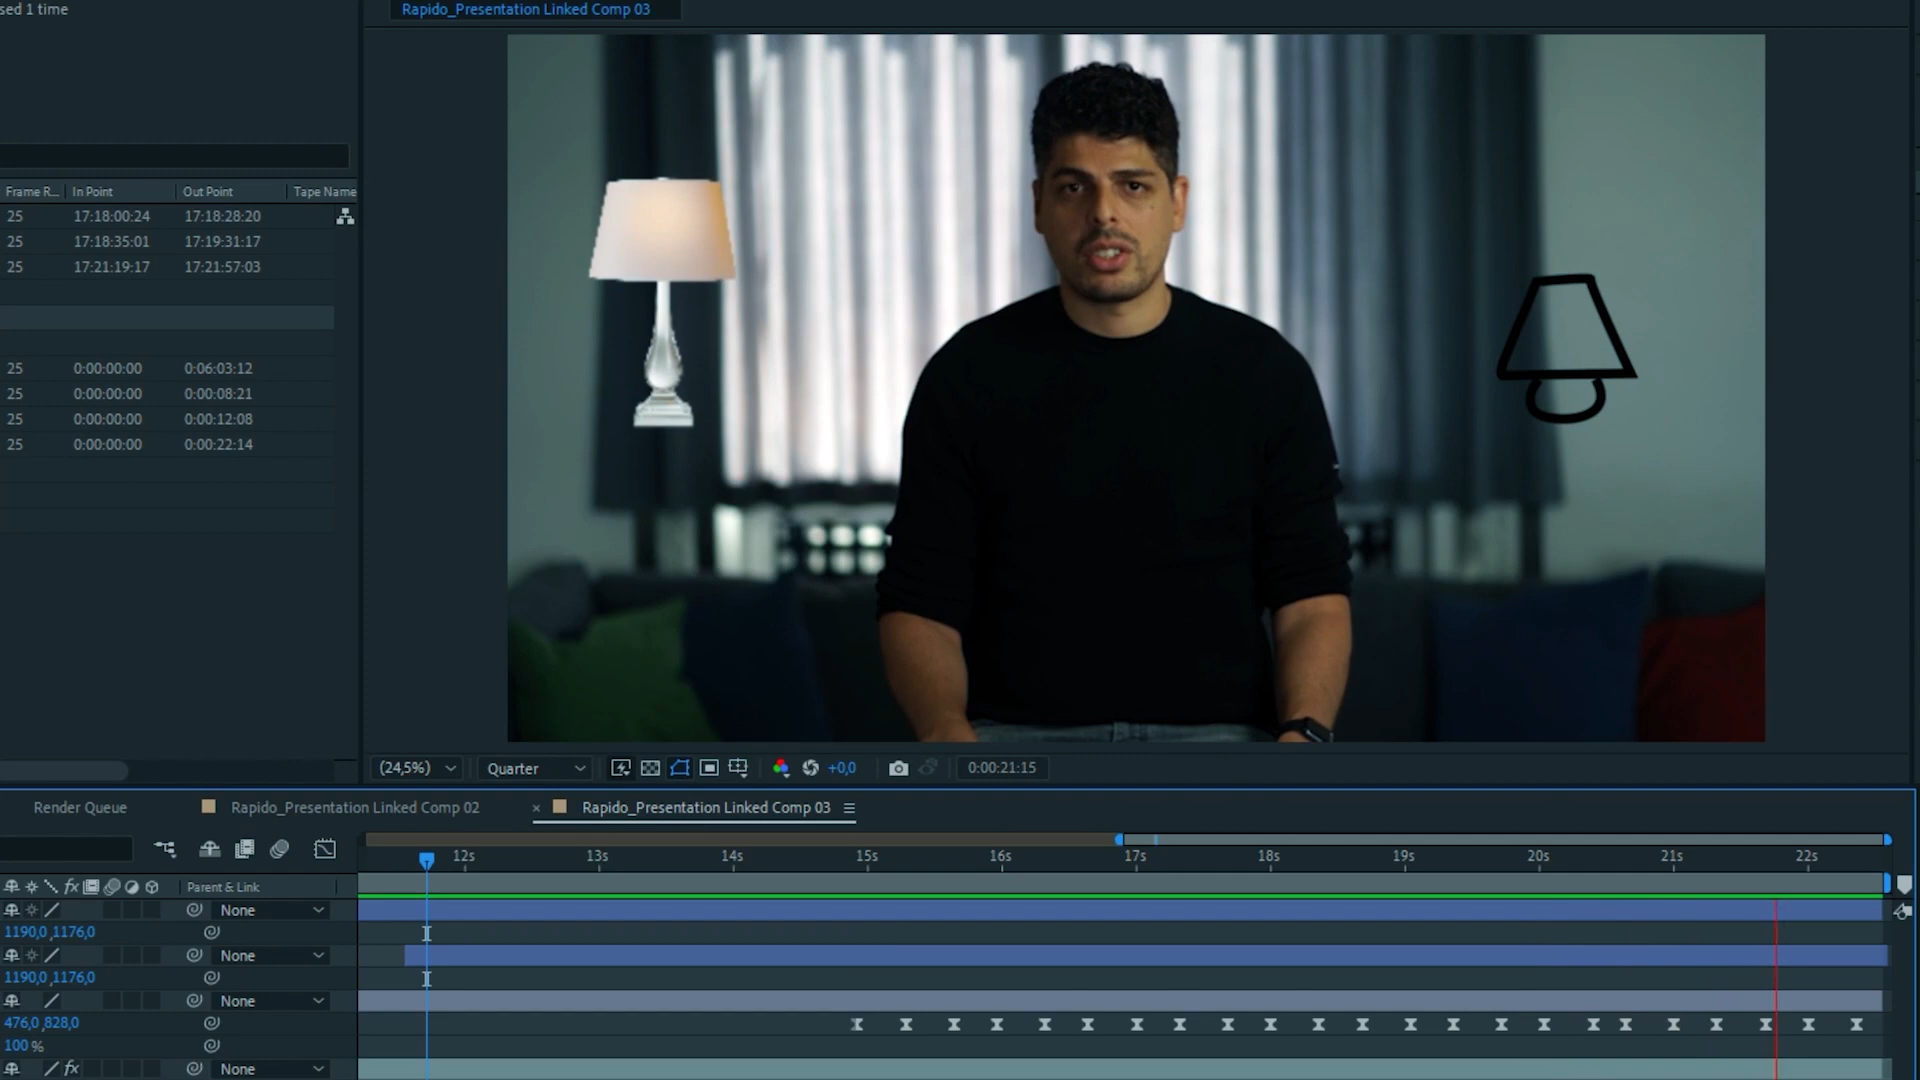 sed 1 time
Rapido_Presentation Linked Comp 03
Frame R... In Point Out Point Tape Name
25 17:18:00:24 17:18:28:20
25 17:18:35:01 17:19:31:17
25 17:21:19:17 17:21:57:03
25 0:00:00:00 0:06:03:12
25 0:00:00:00 0:00:08:21
25 0:00:00:00 0:00:12:08
25 0:00:00:00 0:00:22:14
(24,5%) Quarter +0,0 0:00:21:15
Render Queue Rapido_Presentation Linked Comp 02 × Rapido_Presentation Linked Comp 03
12s 13s 14s 15s 16s 17s 18s 19s 20s 21s 22s
fx Parent & Link
None
1190,0 ,1176,0
None
1190,0 ,1176,0
None
476,0 ,828,0
100 %
fx None